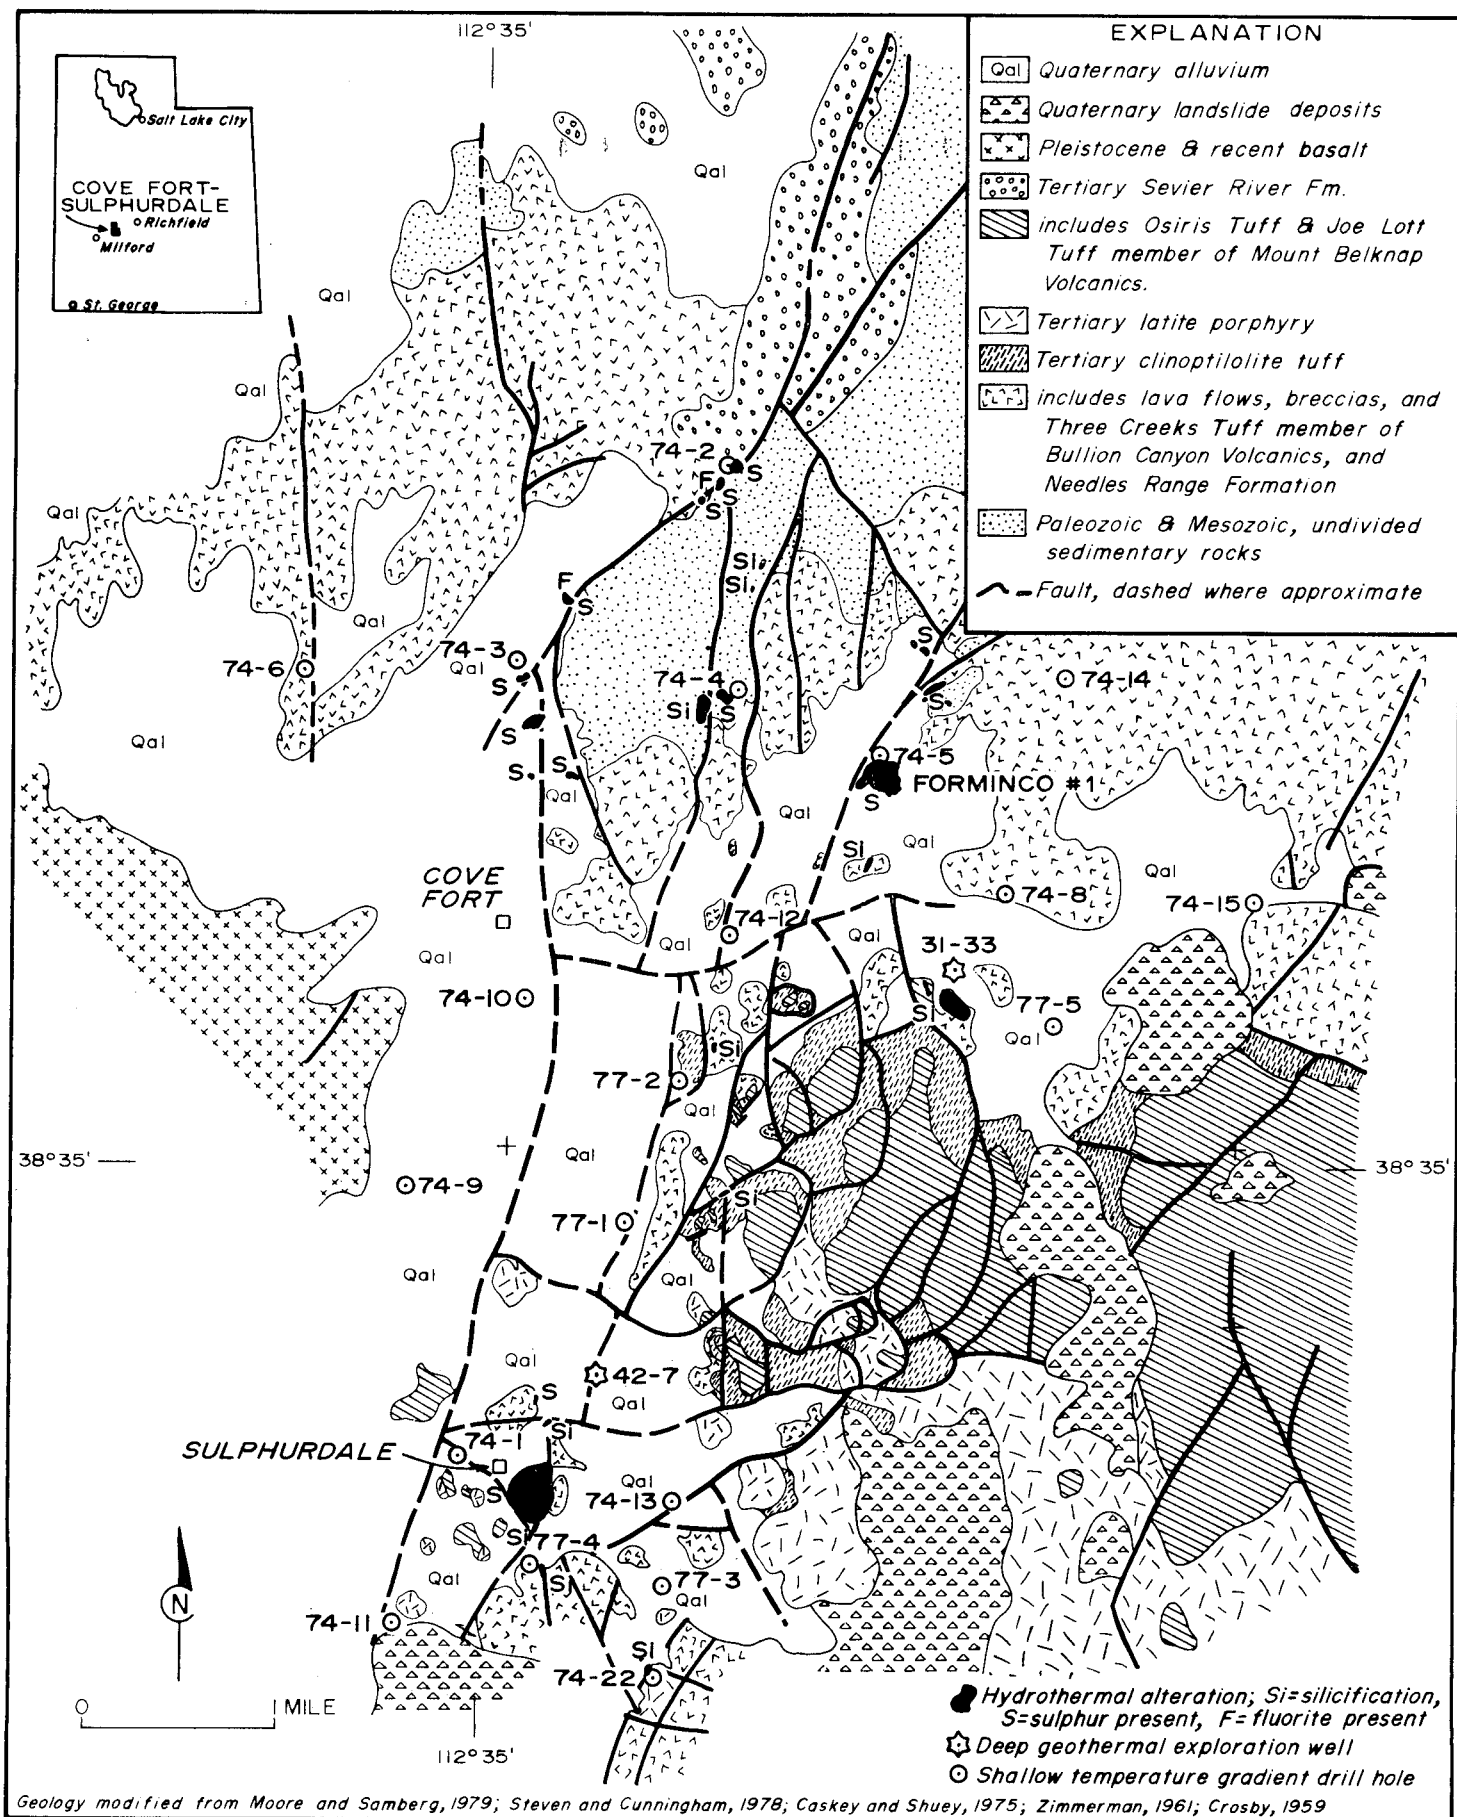 112°35'
EXPLANATION
Qal Quaternary alluvium
Quaternary landslide deposits
Pleistocene & recent basalt
Tertiary Sevier River Fm.
includes Osiris Tuff & Joe Lott
Tuff member of Mount Belknap
Volcanics.
Tertiary latite porphyry
Tertiary clinoptilolite tuff
includes lava flows, breccias, and
Three Creeks Tuff member of
Bullion Canyon Volcanics, and
Needles Range Formation
Paleozoic & Mesozoic, undivided
sedimentary rocks
Fault, dashed where approximate
Salt Lake City
COVE FORT-
SULPHURDALE
Richfield
Milford
St. George
Qal
Qal
Qal
74-2
S
F
S
S
Qal
Si
Si
F
S
Qal
74-3
Qal
S
74-6
74-4
Si
S
S
S
74-14
Qal
S
S
S
Qal
74-5
FORMINCO #1
S
Qal
Qal
Si
Qal
COVE
FORT
74-8
74-15
74-12
Qal
Qal
Qal
31-33
74-10
Si
77-5
Qal
Si
77-2
Qal
38°35'
Qal
38°35'
74-9
Si
77-1
Qal
Qal
Qal
42-7
Qal
S
Si
74-1
SULPHURDALE
S
Qal
74-13
Si
77-4
S
Qal
77-3
Qal
74-11
Si
74-22
N
0
1 MILE
112°35'
Hydrothermal alteration; Si=silicification,
S=sulphur present, F=fluorite present
Deep geothermal exploration well
Shallow temperature gradient drill hole
Geology modified from Moore and Samberg, 1979; Steven and Cunningham, 1978; Caskey and Shuey, 1975; Zimmerman, 1961; Crosby, 1959